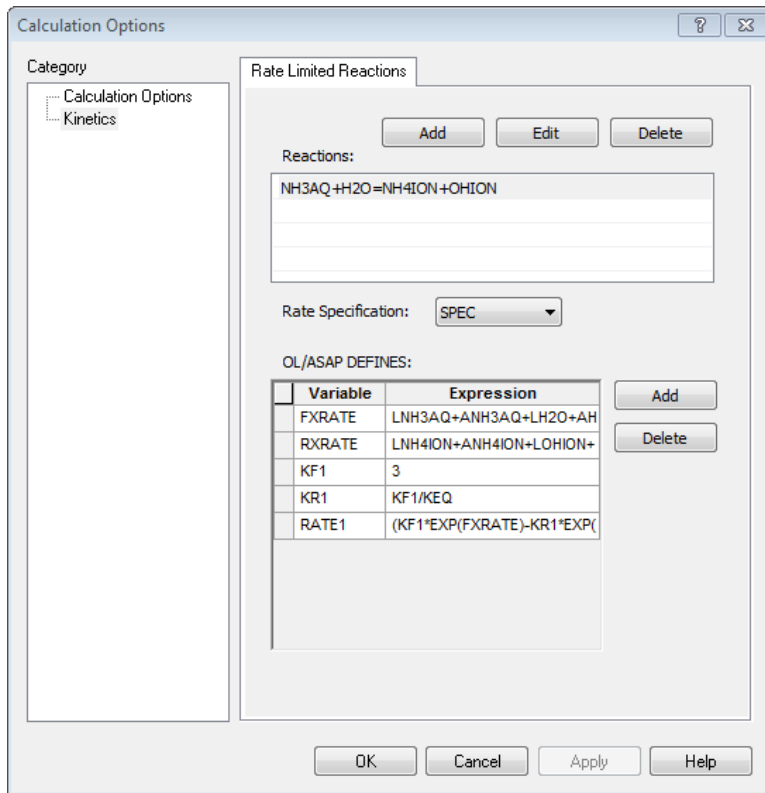 Calculation Options
Category
Calculation Options
Kinetics
Rate Limited Reactions
Add Edit Delete
Reactions:
NH3AQ+H2O=NH4ION+OHION
Rate Specification: SPEC
OL/ASAP DEFINES:
Variable Expression
FXRATE LNH3AQ+ANH3AQ+LH2O+AH
RXRATE LNH4ION+ANH4ION+LOHION+
KF1 3
KR1 KF1/KEQ
RATE1 (KF1*EXP(FXRATE)-KR1*EXP(
Add
Delete
OK Cancel Apply Help